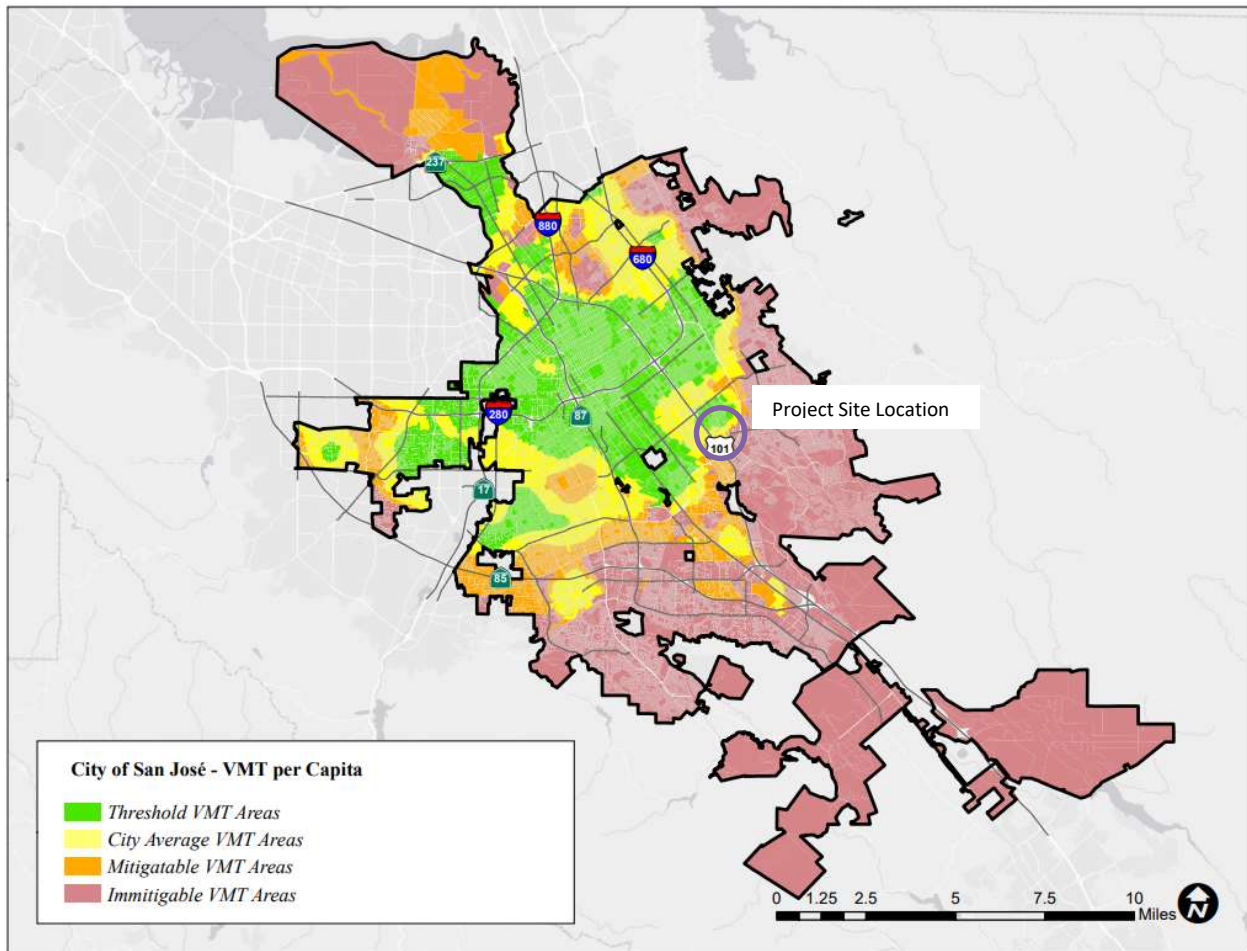 237
880
680
Project Site Location
280
87
101
17
85
City of San José - VMT per Capita
Threshold VMT Areas
City Average VMT Areas
Mitigatable VMT Areas
Immitigable VMT Areas
0 1.25 2.5 5 7.5 10
Miles
N